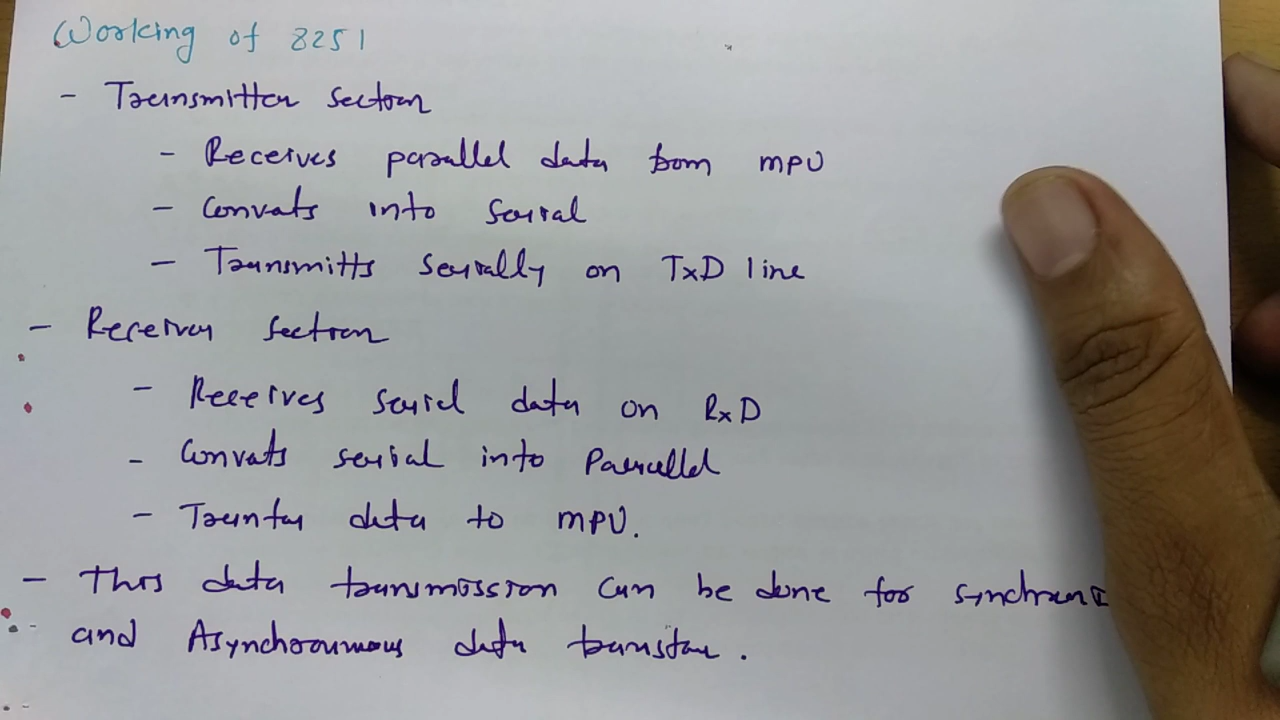 Working of 8251
- Transmitter section
- Receives parallel data from MPU
- Converts into serial
- Transmitts serially on TxD line
- Receiver section
- Receives serial data on RxD
- Converts serial into Parallel
- Transfer data to MPU.
- This data transmission can be done for synchron
and Asynchronous data transfer.